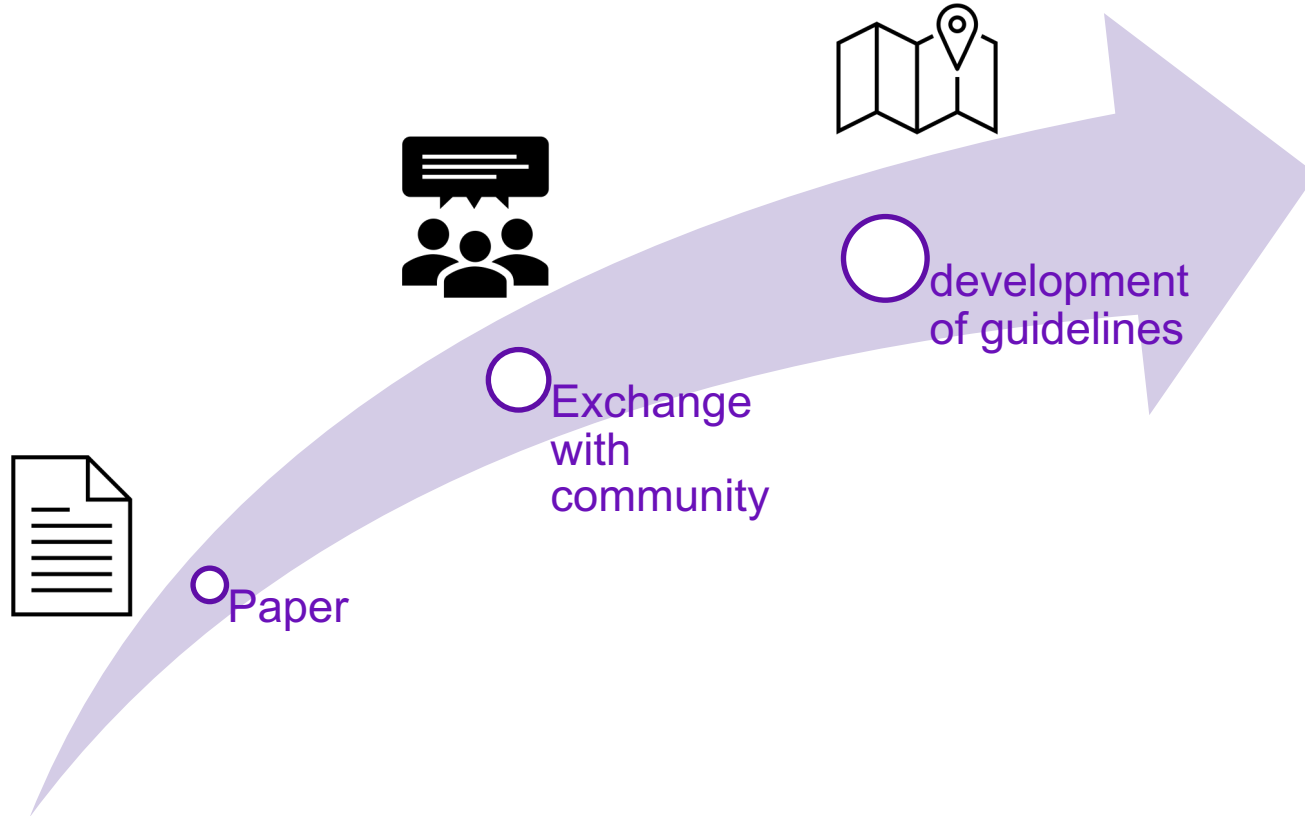 Paper
Exchange
with
community
development
of guidelines